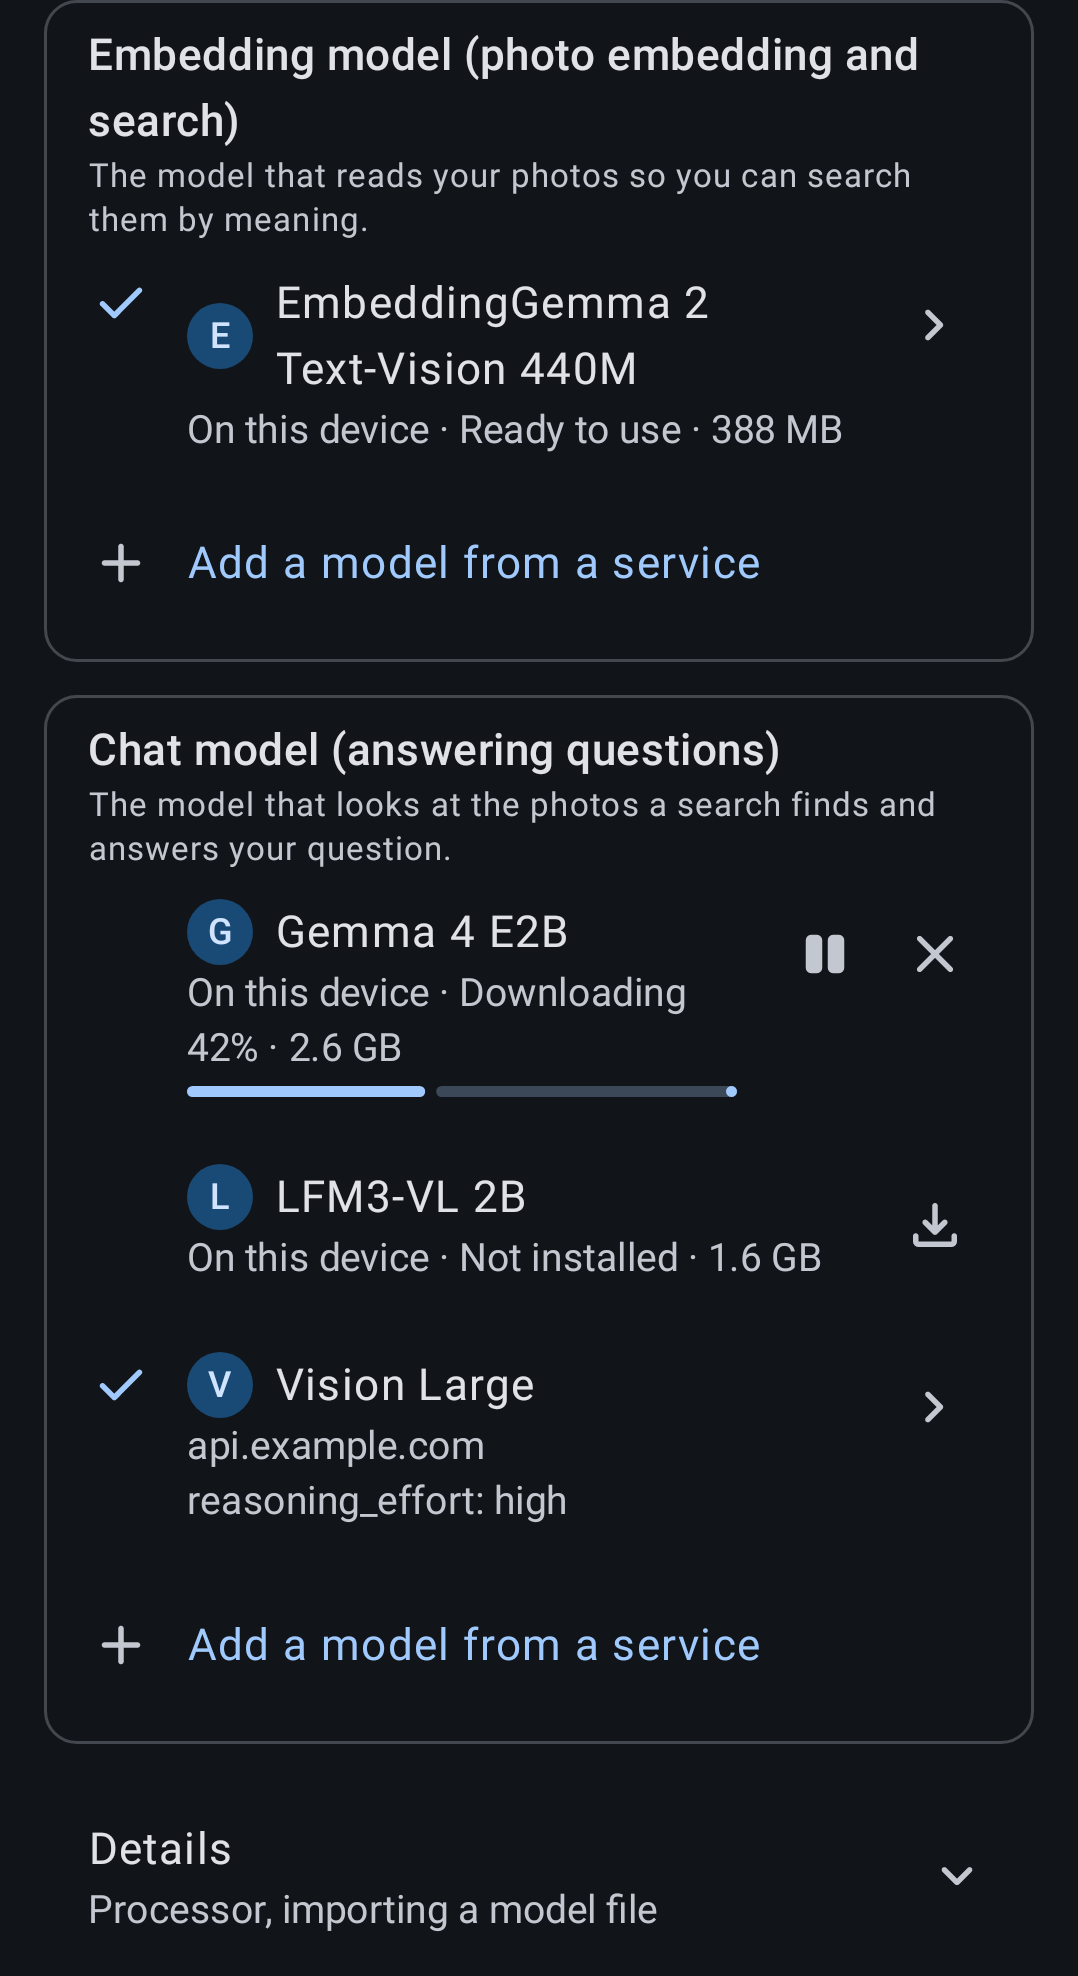 Embedding model (photo embedding and
search)
The model that reads your photos so you can search
them by meaning.
E
EmbeddingGemma 2
Text-Vision 440M
On this device · Ready to use · 388 MB
Add a model from a service
Chat model (answering questions)
The model that looks at the photos a search finds and
answers your question.
G Gemma 4 E2B
On this device · Downloading
42% · 2.6 GB
L LFM3-VL 2B
On this device · Not installed · 1.6 GB
V Vision Large
api.example.com
reasoning_effort: high
Add a model from a service
Details
Processor, importing a model file